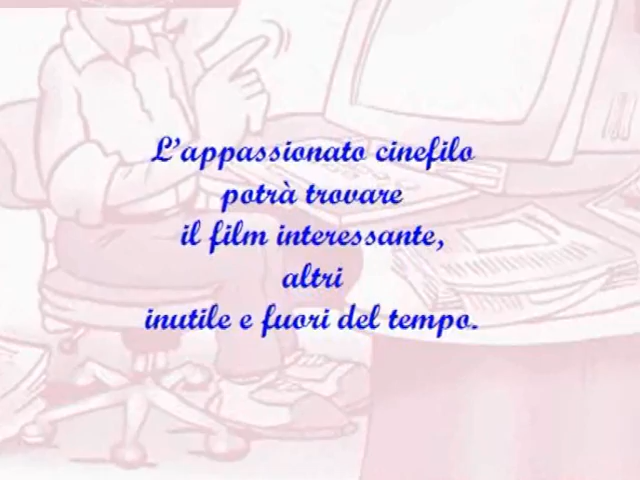 L'appassionato cinefilo
potrà trovare
il film interessante,
altri
inutile e fuori del tempo.